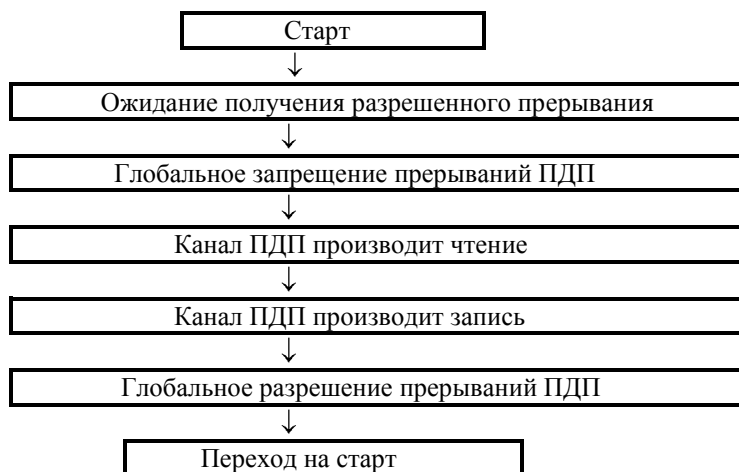 Старт
Ожидание получения разрешенного прерывания
Глобальное запрещение прерываний ПДП
Канал ПДП производит чтение
Канал ПДП производит запись
Глобальное разрешение прерываний ПДП
Переход на старт